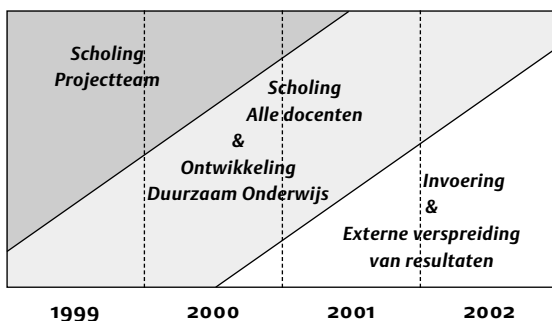 Scholing
Projectteam
Scholing
Alle docenten
&
Ontwikkeling
Duurzaam Onderwijs
Invoering
&
Externe verspreiding
van resultaten
1999 2000 2001 2002